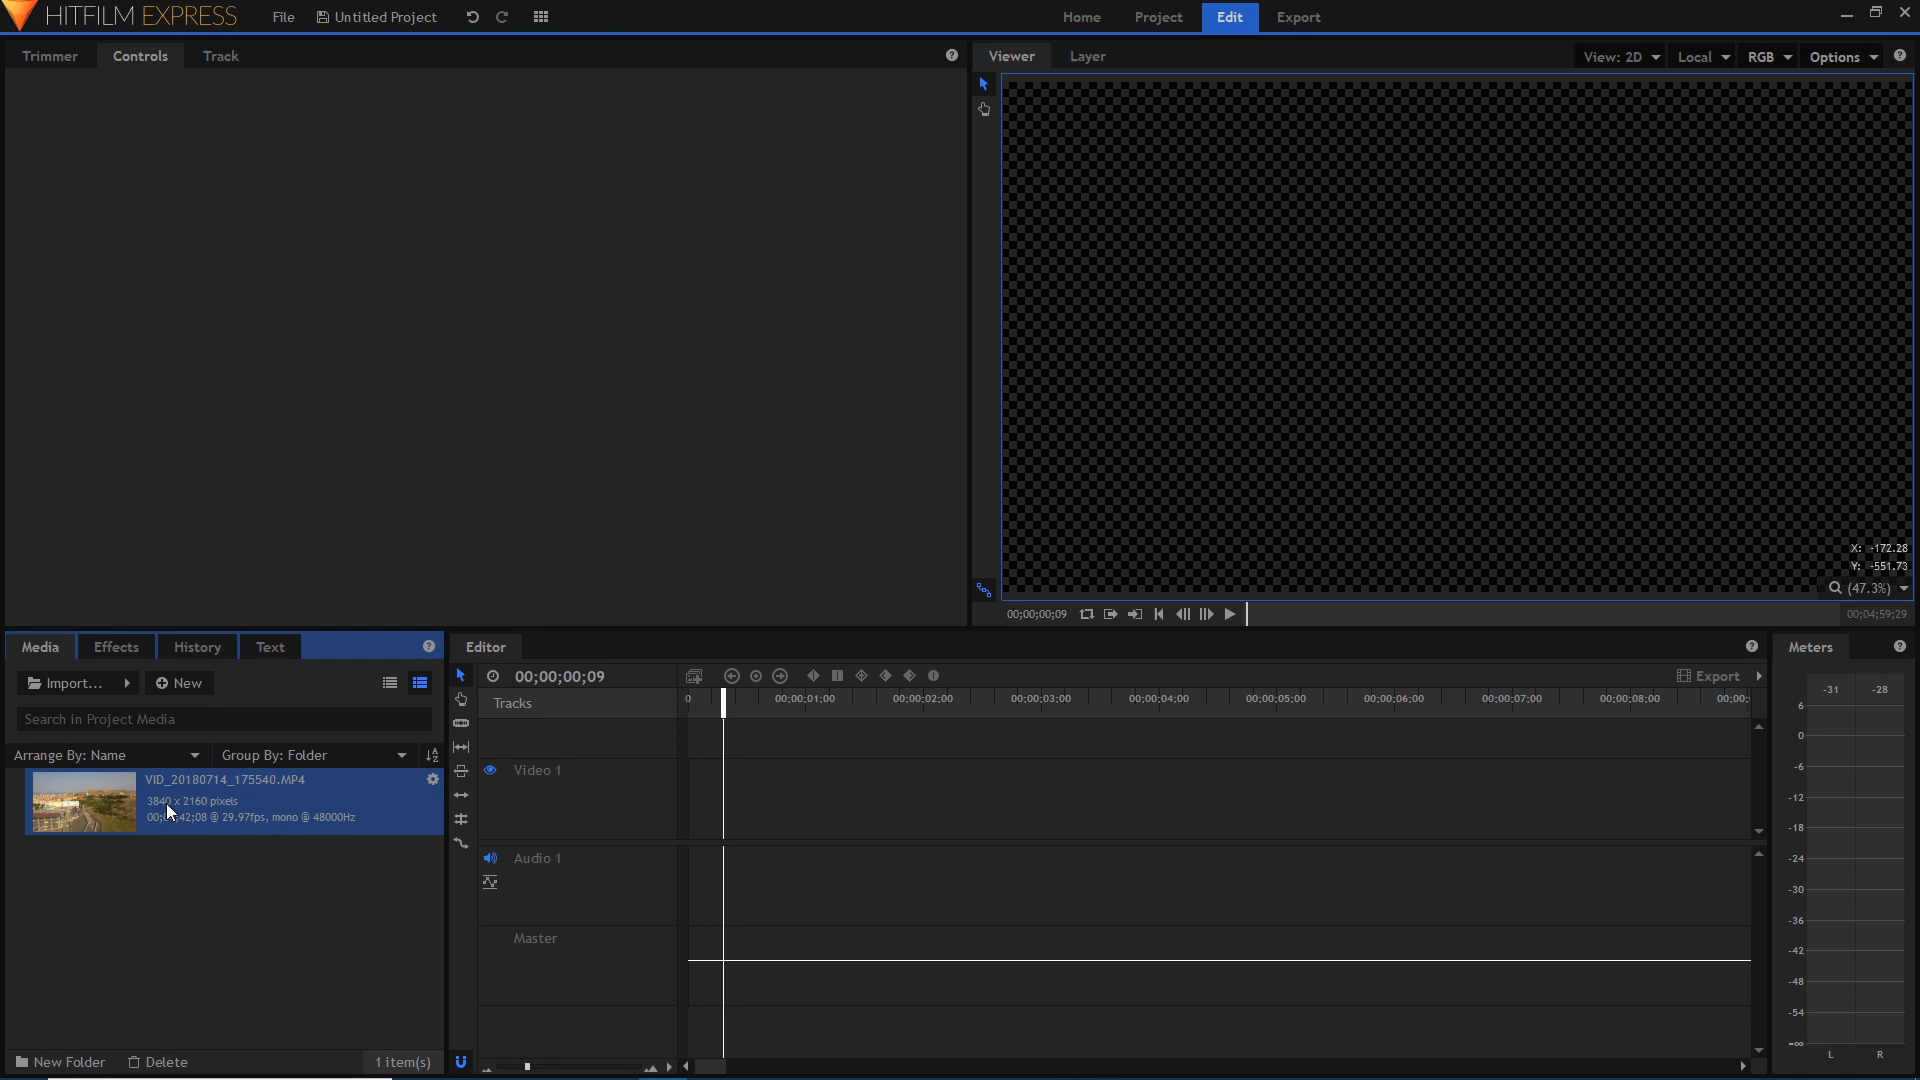 HITFILM EXPRESS File Untitled Project Home Project Edit Export
Trimmer Controls Track
Viewer Layer View: 2D Local RGB Options
X: -172.28
Y: -551.73
(47.3%)
00;00;00;09 00;04;59;29
Media Effects History Text
Import... New
Search in Project Media
Arrange By: Name Group By: Folder
VID_20180714_175540.MP4
3840 x 2160 pixels
42;08 @ 29.97fps, mono @ 48000Hz
New Folder Delete 1 item(s)
Editor
00;00;00;09 Export
Tracks 0 00;00;01;00 00;00;02;00 00;00;03;00 00;00;04;00 00;00;05;00 00;00;06;00 00;00;07;00 00;00;08;00 00;00;
Video 1
Audio 1
Master
Meters
-31 -28
6
0
-6
-12
-18
-24
-30
-36
-42
-48
-54
-∞
L R